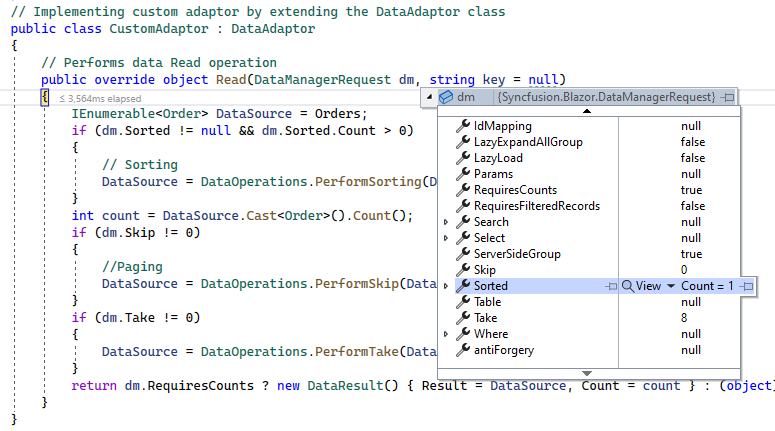 // Implementing custom adaptor by extending the DataAdaptor class
public class CustomAdaptor : DataAdaptor
{
// Performs data Read operation
public override object Read(DataManagerRequest dm, string key = null)
{ ≤ 3,564ms elapsed
dm {Syncfusion.Blazor.DataManagerRequest}
IEnumerable<Order> DataSource = Orders;
if (dm.Sorted != null && dm.Sorted.Count > 0)
{
// Sorting
DataSource = DataOperations.PerformSorting(D
}
int count = DataSource.Cast<Order>().Count();
if (dm.Skip != 0)
{
//Paging
DataSource = DataOperations.PerformSkip(Data
}
if (dm.Take != 0)
{
DataSource = DataOperations.PerformTake(Data
}
return dm.RequiresCounts ? new DataResult() { Result = DataSource, Count = count } : (object)
}
}
IdMapping null
LazyExpandAllGroup false
LazyLoad false
Params null
RequiresCounts true
RequiresFilteredRecords false
Search null
Select null
ServerSideGroup true
Skip 0
Sorted View Count = 1
Table null
Take 8
Where null
antiForgery null